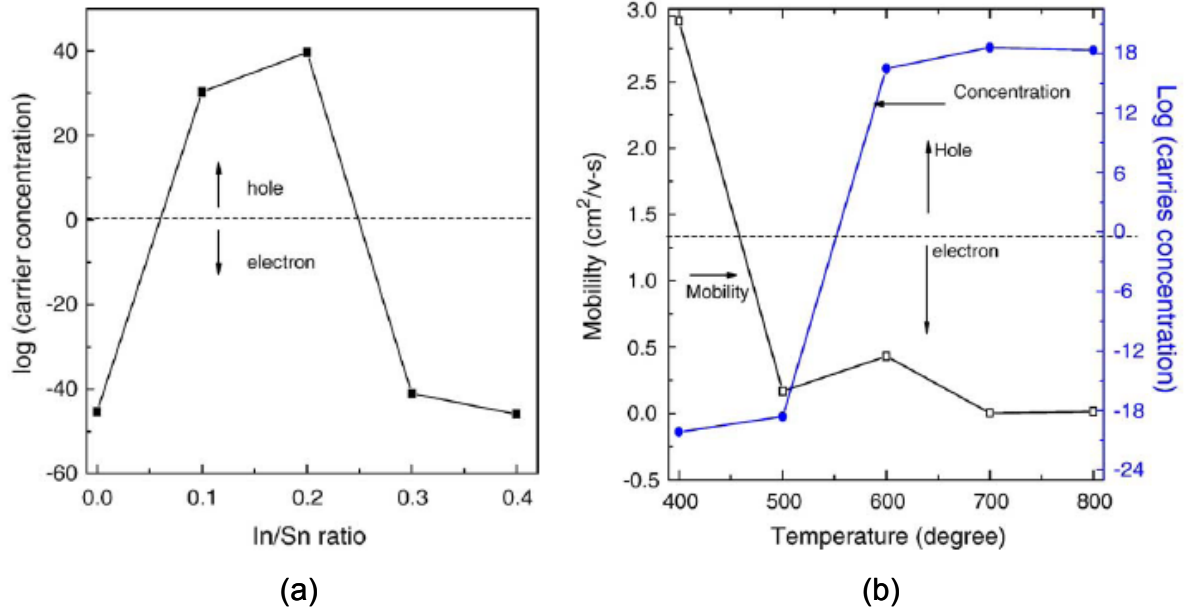 log (carrier concentration)
40
20
0
-20
-40
-60
hole
electron
0.0 0.1 0.2 0.3 0.4
In/Sn ratio
(a)
Mobililty (cm²/v-s)
3.0
2.5
2.0
1.5
1.0
0.5
0.0
-0.5
Concentration
Hole
electron
Mobility
400 500 600 700 800
Temperature (degree)
18
12
6
0
-6
-12
-18
-24
Log (carries concentration)
(b)